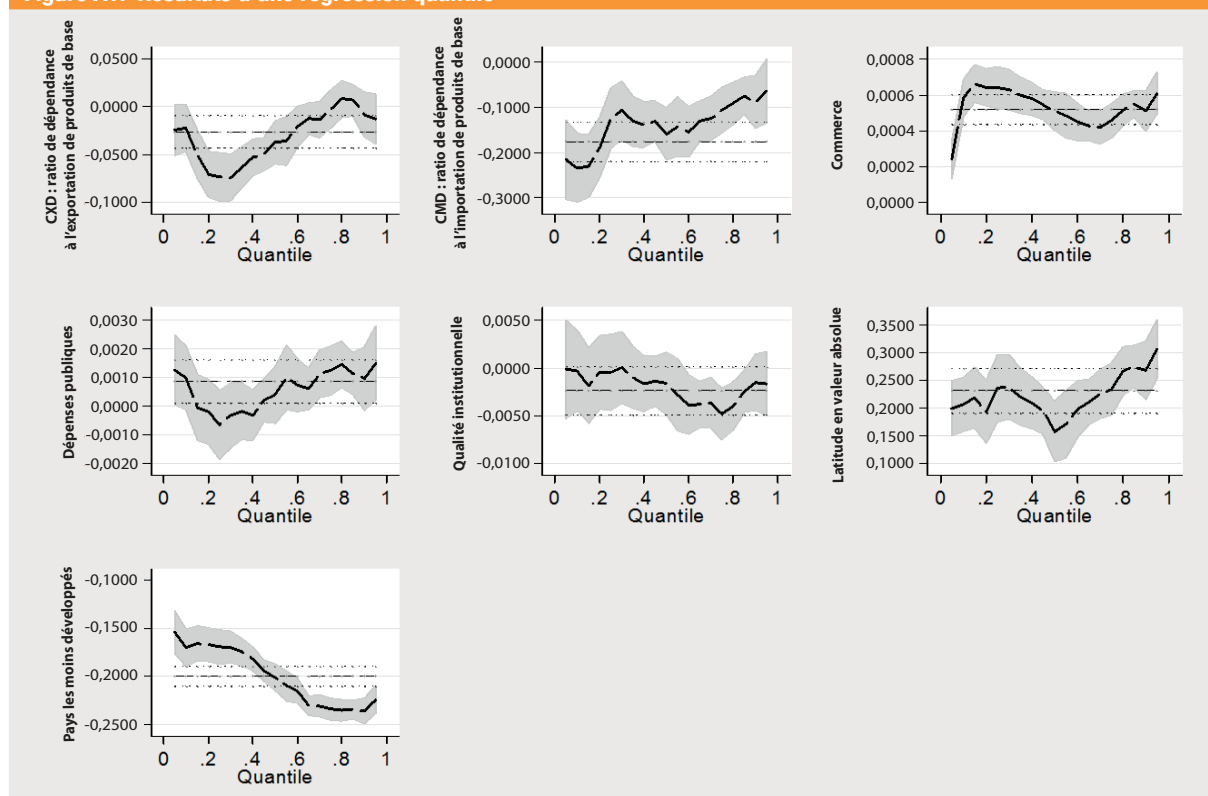 Figure Résultats d'une régression quantile
CXD : ratio de dépendance
à l'exportation de produits de base
0,0500
0,0000
-0,0500
-0,1000
0 .2 .4 .6 .8 1
Quantile
CMD : ratio de dépendance
à l'importation de produits de base
0,0000
-0,1000
-0,2000
-0,3000
0 .2 .4 .6 .8 1
Quantile
Commerce
0,0008
0,0006
0,0004
0,0002
0,0000
0 .2 .4 .6 .8 1
Quantile
Dépenses publiques
0,0030
0,0020
0,0010
0,0000
-0,0010
-0,0020
0 .2 .4 .6 .8 1
Quantile
Qualité institutionnelle
0,0050
0,0000
-0,0050
-0,0100
0 .2 .4 .6 .8 1
Quantile
Latitude en valeur absolue
0,3500
0,3000
0,2500
0,2000
0,1500
0,1000
0 .2 .4 .6 .8 1
Quantile
Pays les moins développés
-0,1000
-0,1500
-0,2000
-0,2500
0 .2 .4 .6 .8 1
Quantile